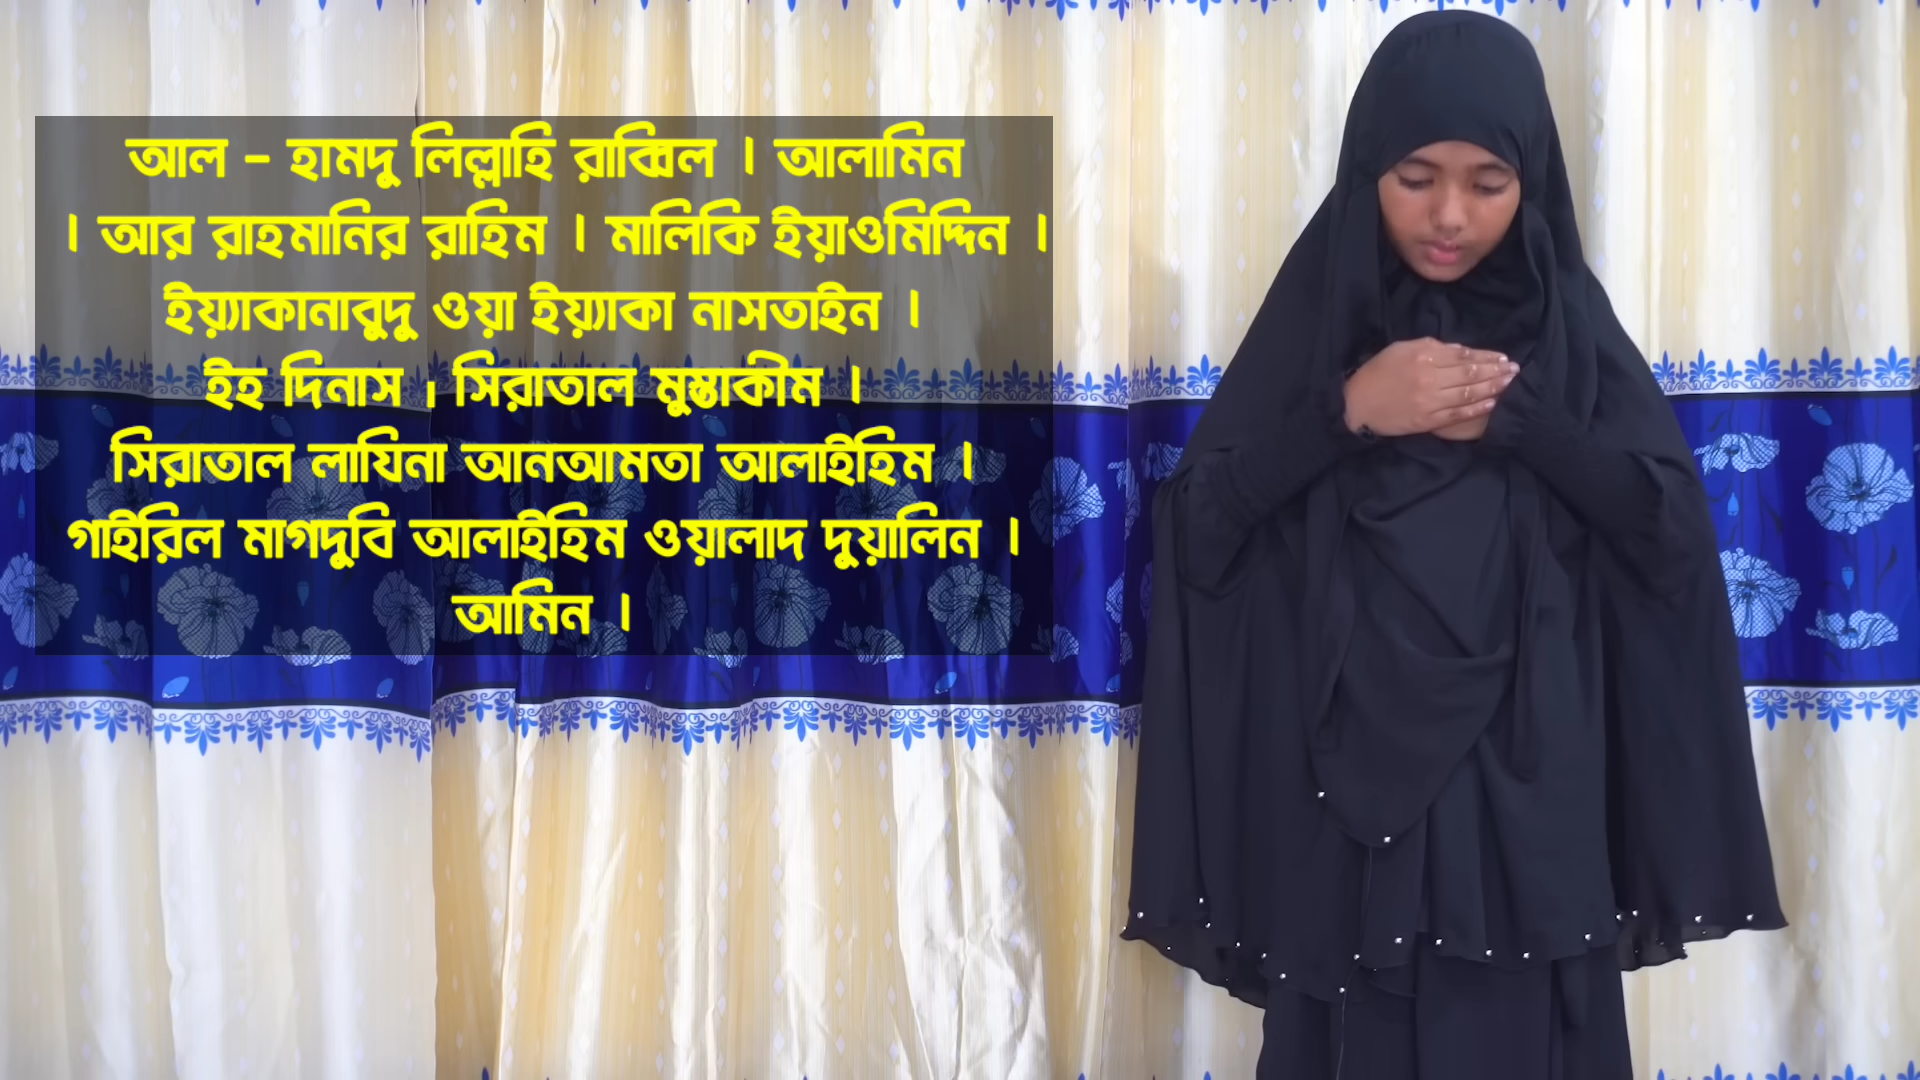 আল - হামদু লিল্লাহি রাব্বিল । আলামিন
। আর রাহমানির রাহিম । মালিকি ইয়াওমিদ্দিন ।
ইয়্যাকানাবুদু ওয়া ইয়্যাকা নাসতাইন ।
ইহ দিনাস । সিরাতাল মুস্তাকীম ।
সিরাতাল লাযিনা আনআমতা আলাইহিম ।
গাইরিল মাগদুবি আলাইহিম ওয়ালাদ দুয়ালিন ।
আমিন ।